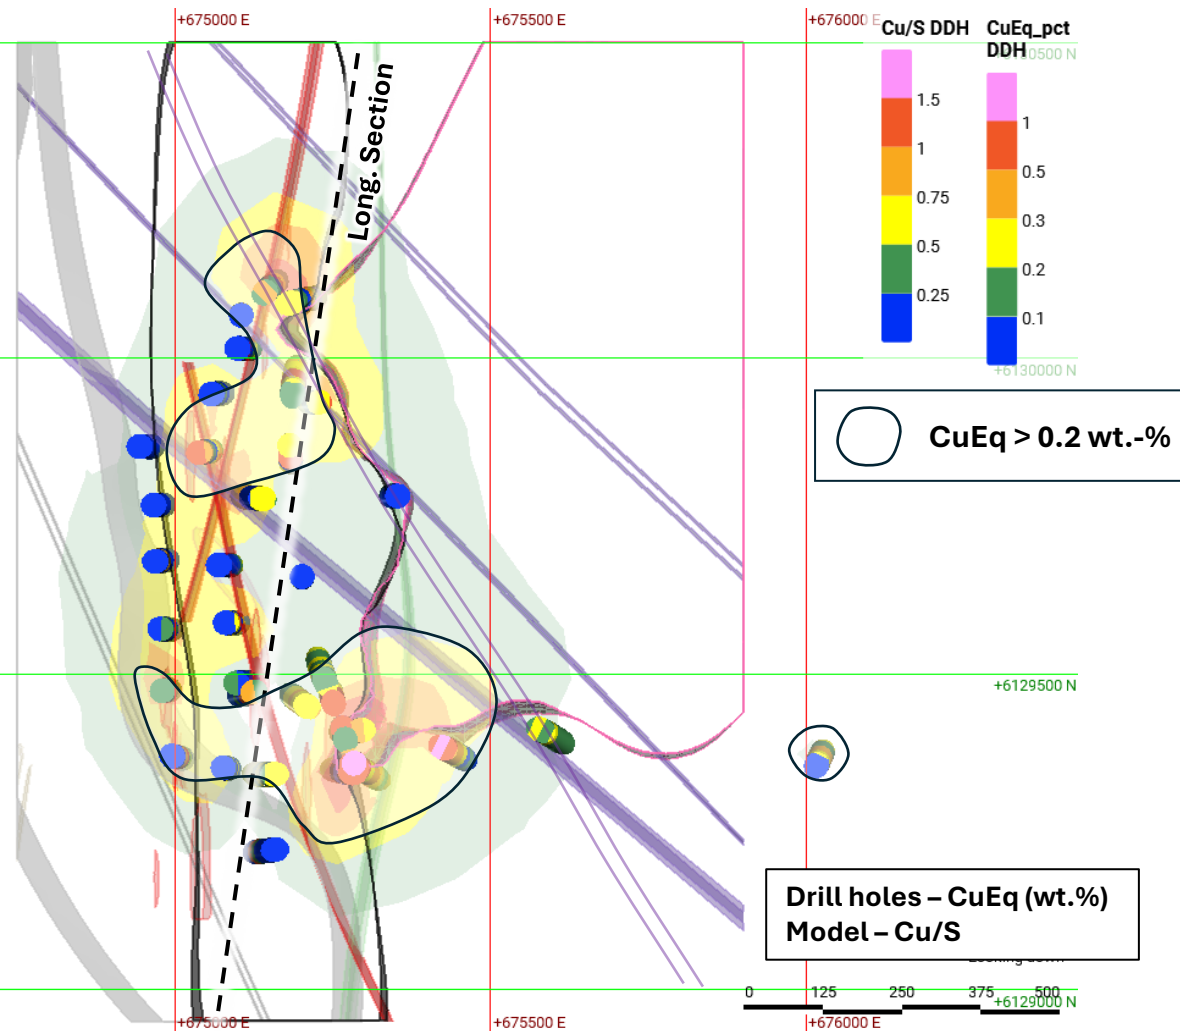 +675000 E
+675500 E
+676000 E
Cu/S DDH
1.5
1
0.75
0.5
0.25
CuEq_pct
DDH
1
0.5
0.3
0.2
0.1
Long. Section
+6130000 N
CuEq > 0.2 wt.-%
+6129500 N
Drill holes – CuEq (wt.%)
Model – Cu/S
0 125 250 375 500
+6129000 N
+675000 E
+675500 E
+676000 E